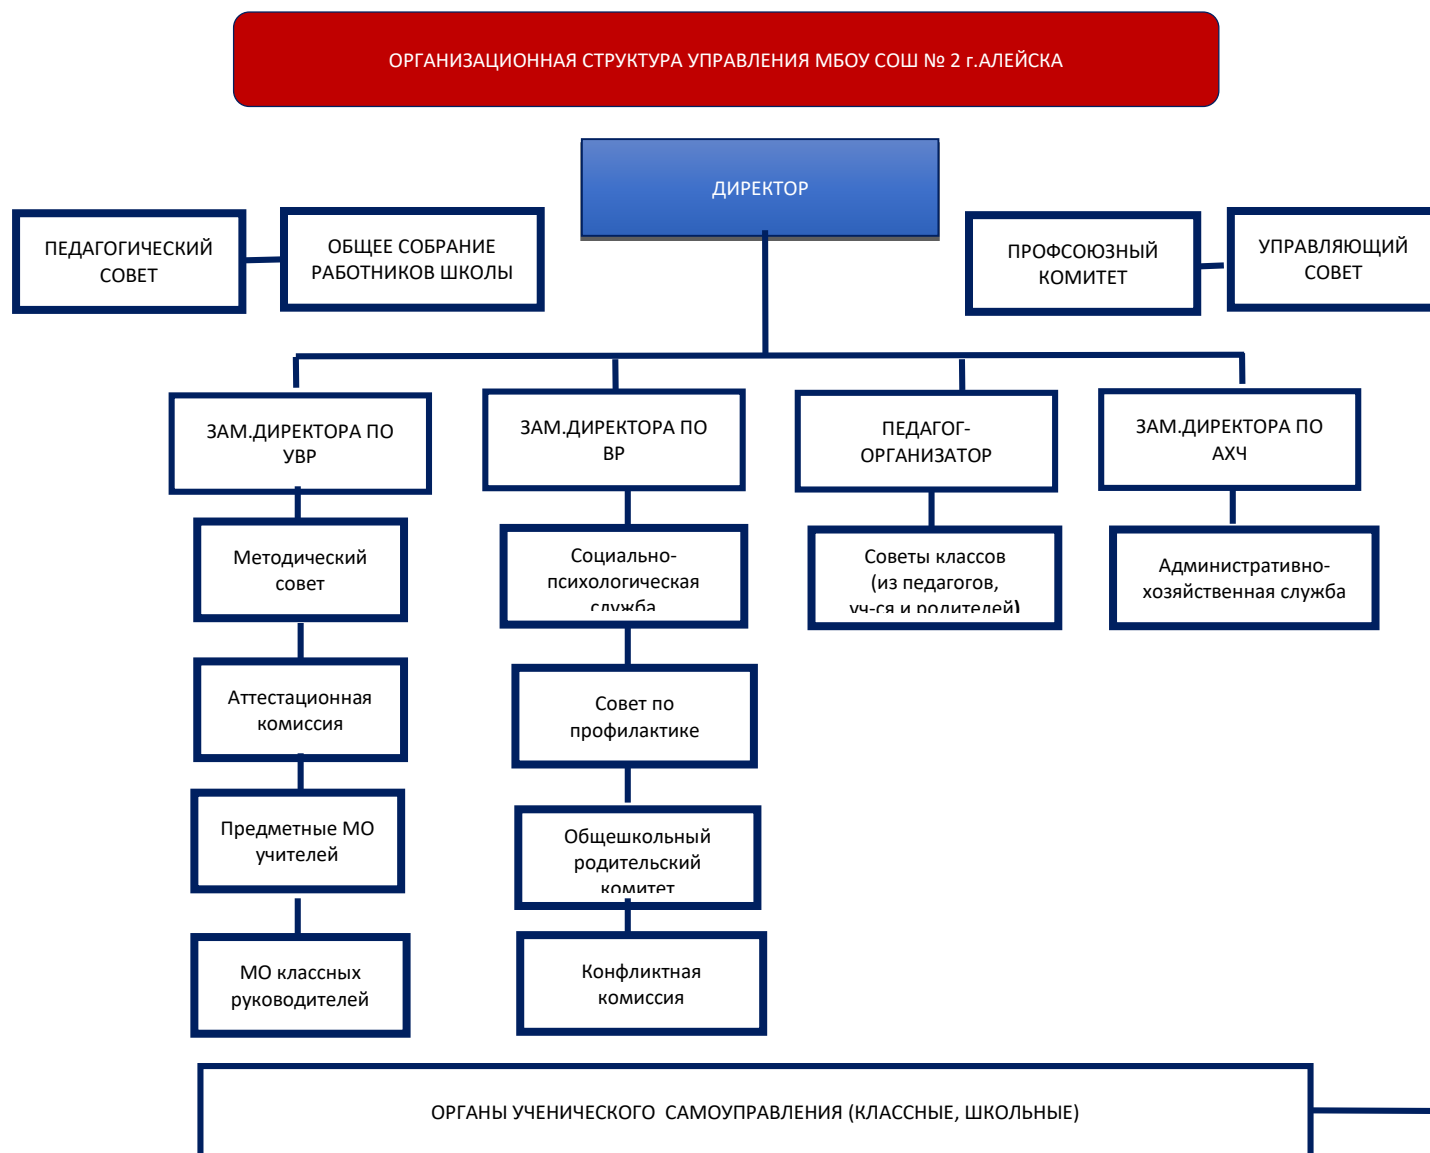 ОРГАНИЗАЦИОННАЯ СТРУКТУРА УПРАВЛЕНИЯ МБОУ СОШ № 2 г.АЛЕЙСКА
ДИРЕКТОР
ПЕДАГОГИЧЕСКИЙ
СОВЕТ
ОБЩЕЕ СОБРАНИЕ
РАБОТНИКОВ ШКОЛЫ
ПРОФСОЮЗНЫЙ
КОМИТЕТ
УПРАВЛЯЮЩИЙ
СОВЕТ
ЗАМ.ДИРЕКТОРА ПО
УВР
ЗАМ.ДИРЕКТОРА ПО
ВР
ПЕДАГОГ-
ОРГАНИЗАТОР
ЗАМ.ДИРЕКТОРА ПО
АХЧ
Методический
совет
Социально-
психологическая
служба
Советы классов
(из педагогов,
уч-ся и родителей)
Административно-
хозяйственная служба
Аттестационная
комиссия
Совет по
профилактике
Предметные МО
учителей
Общешкольный
родительский
комитет
МО классных
руководителей
Конфликтная
комиссия
ОРГАНЫ УЧЕНИЧЕСКОГО САМОУПРАВЛЕНИЯ (КЛАССНЫЕ, ШКОЛЬНЫЕ)